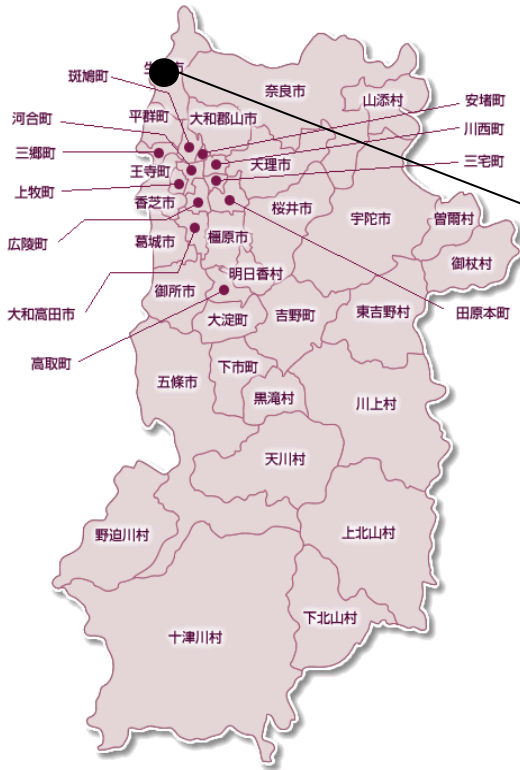 生 市
斑鳩町
奈良市
山添村
安堵町
平群町
大和郡山市
河合町
川西町
三郷町
王寺町
天理市
三宅町
上牧町
香芝市
桜井市
宇陀市
曽爾村
広陵町
葛城市
橿原市
御杖村
明日香村
御所市
大和高田市
大淀町
吉野町
東吉野村
田原本町
高取町
五條市
下市町
黒滝村
川上村
天川村
野迫川村
上北山村
下北山村
十津川村